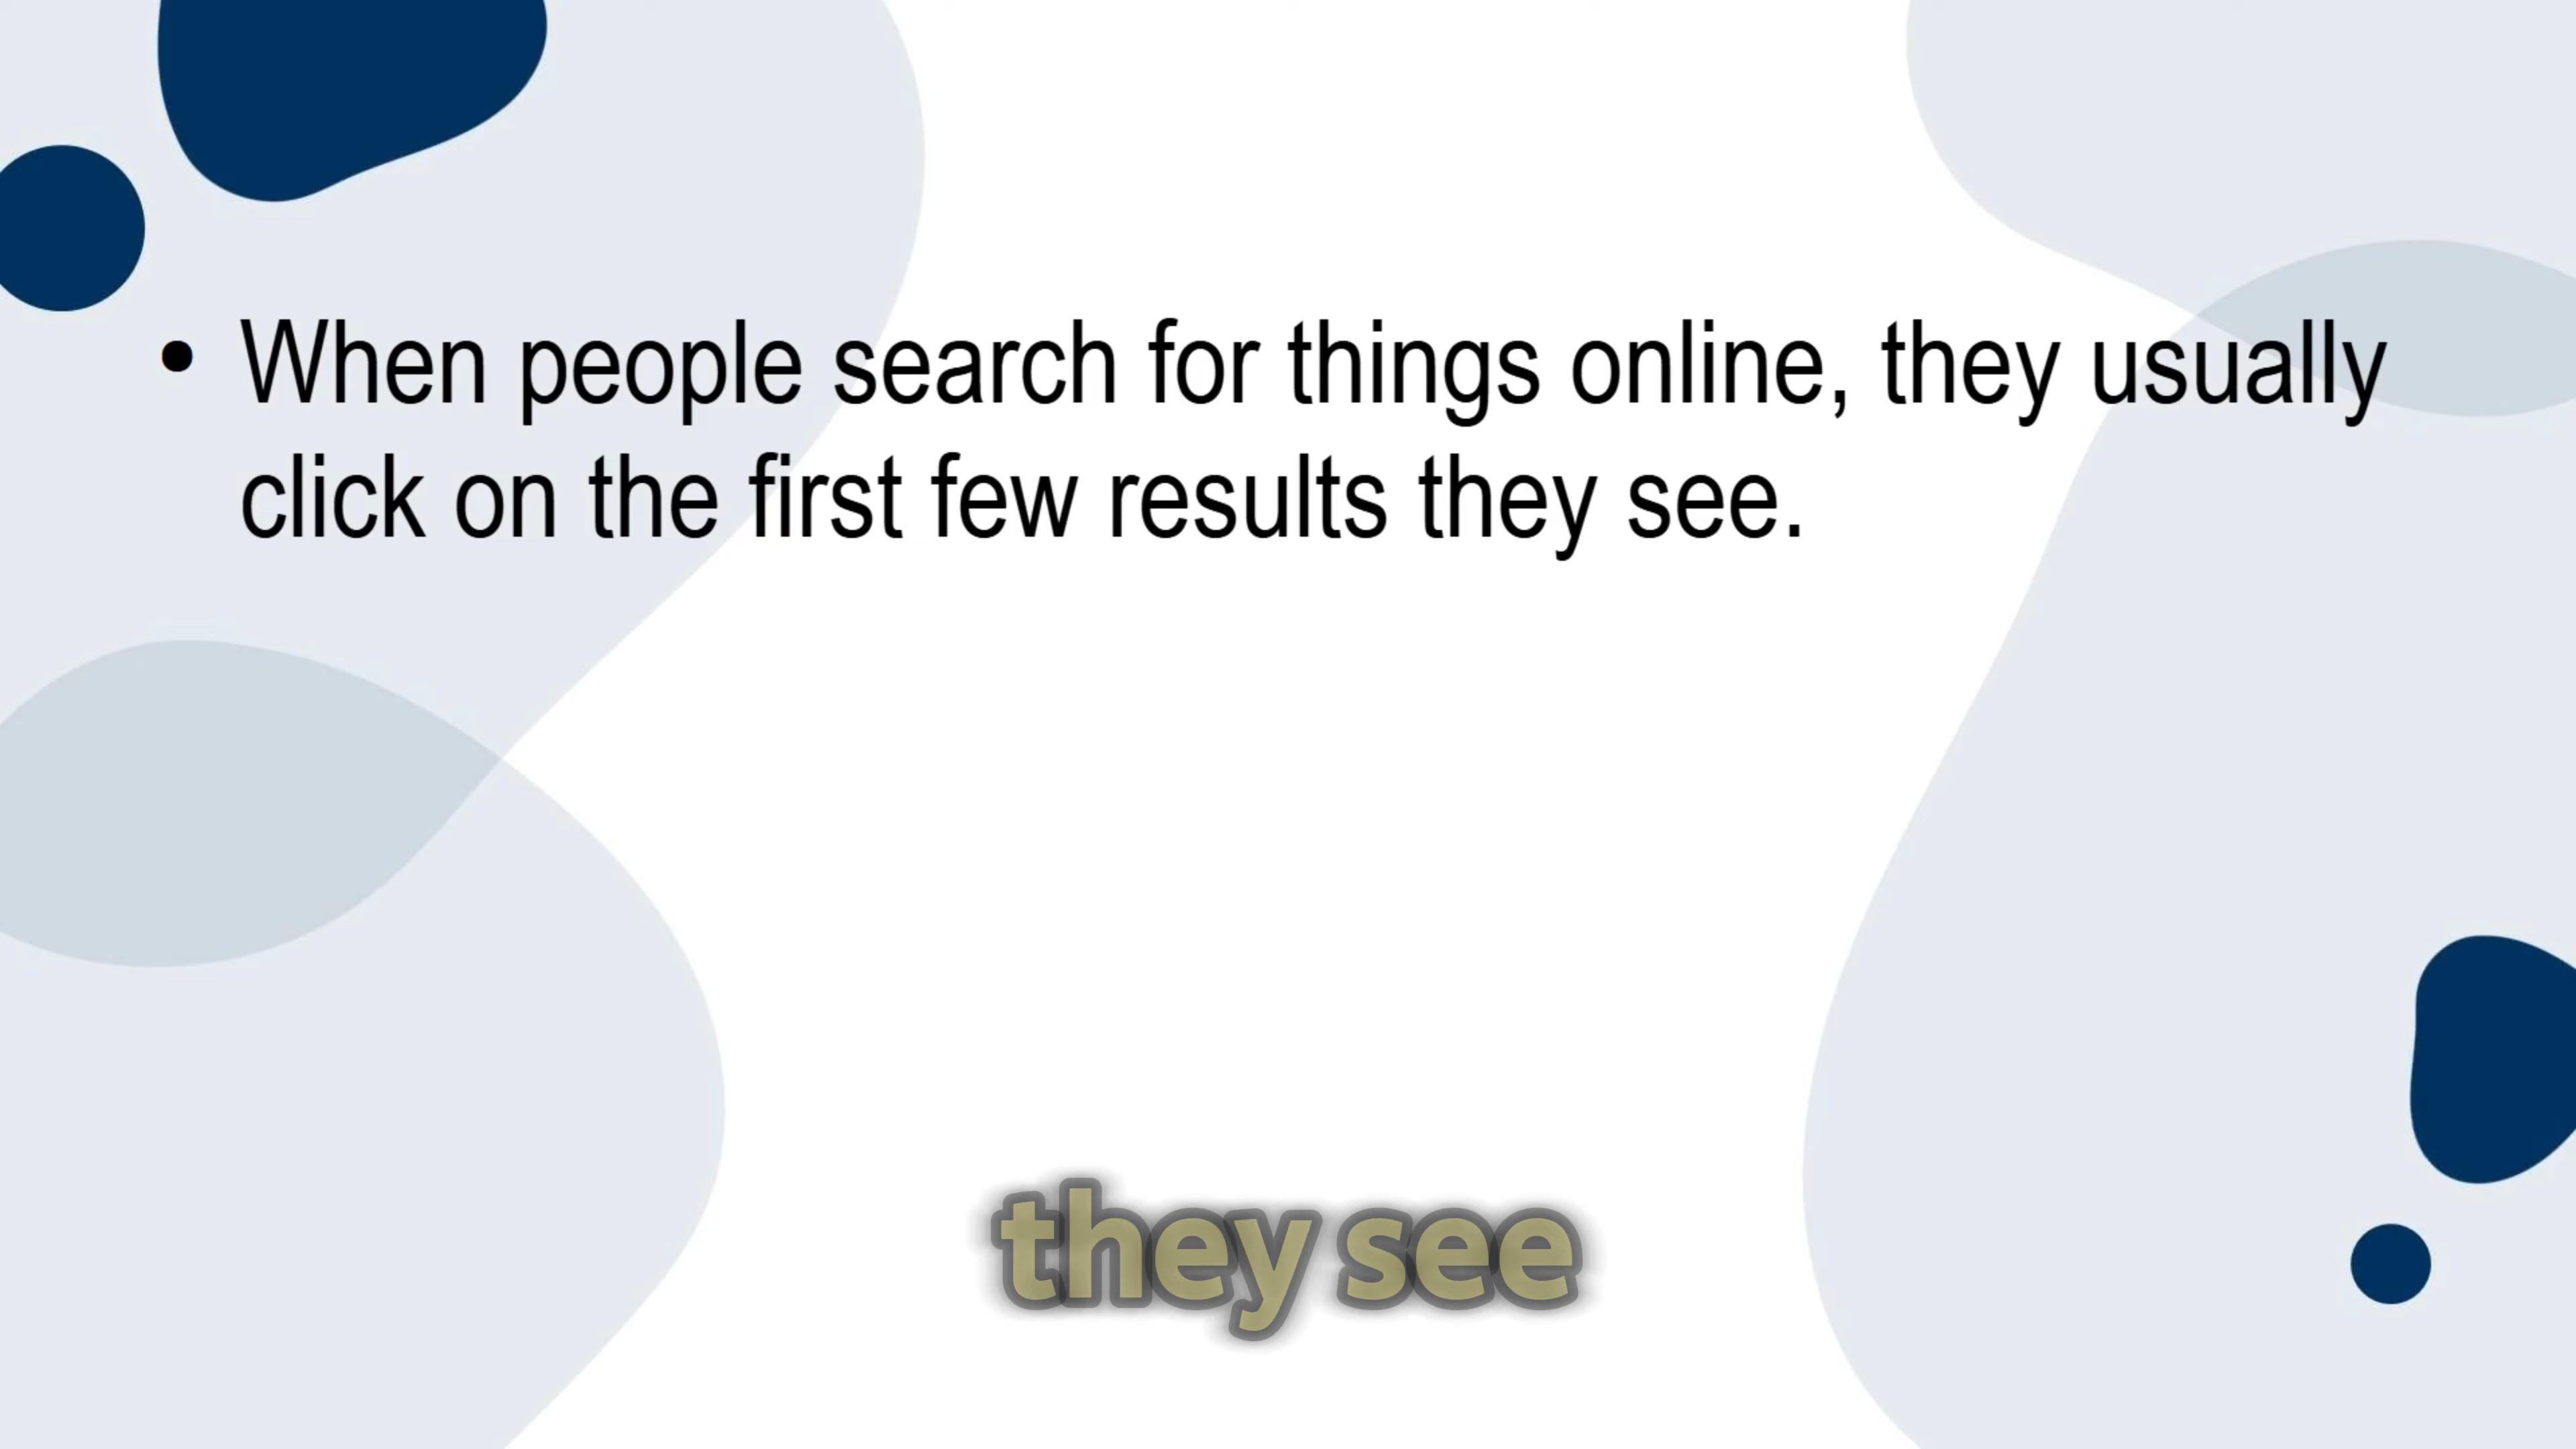 • When people search for things online, they usually
click on the first few results they see.
they see